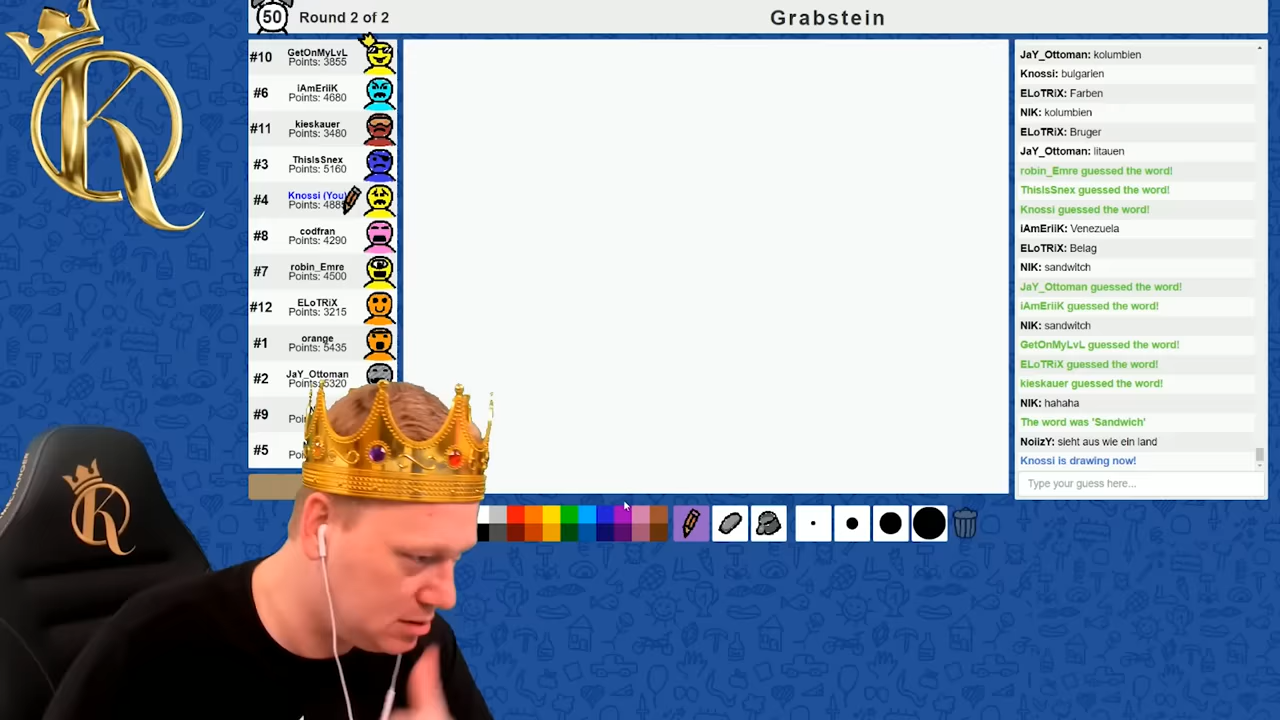 50 Round 2 of 2 Grabstein
#10 GetOnMyLvL
Points: 3855
#6 iAmEriiK
Points: 4680
#11 kieskauer
Points: 3480
#3 ThisIsSnex
Points: 5160
#4 Knossi (You)
Points: 4885
#8 codfran
Points: 4290
#7 robin_Emre
Points: 4500
#12 ELoTRiX
Points: 3215
#1 orange
Points: 5435
#2 JaY_Ottoman
Points: 5320
#9
#5
JaY_Ottoman: kolumbien
Knossi: bulgarien
ELoTRiX: Farben
NIK: kolumbien
ELoTRiX: Bruger
JaY_Ottoman: litauen
robin_Emre guessed the word!
ThisIsSnex guessed the word!
Knossi guessed the word!
iAmEriiK: Venezuela
ELoTRiX: Belag
NIK: sandwitch
JaY_Ottoman guessed the word!
iAmEriiK guessed the word!
NIK: sandwitch
GetOnMyLvL guessed the word!
ELoTRiX guessed the word!
kieskauer guessed the word!
NIK: hahaha
The word was 'Sandwich'
NoiizY: sieht aus wie ein land
Knossi is drawing now!
Type your guess here...
K
K